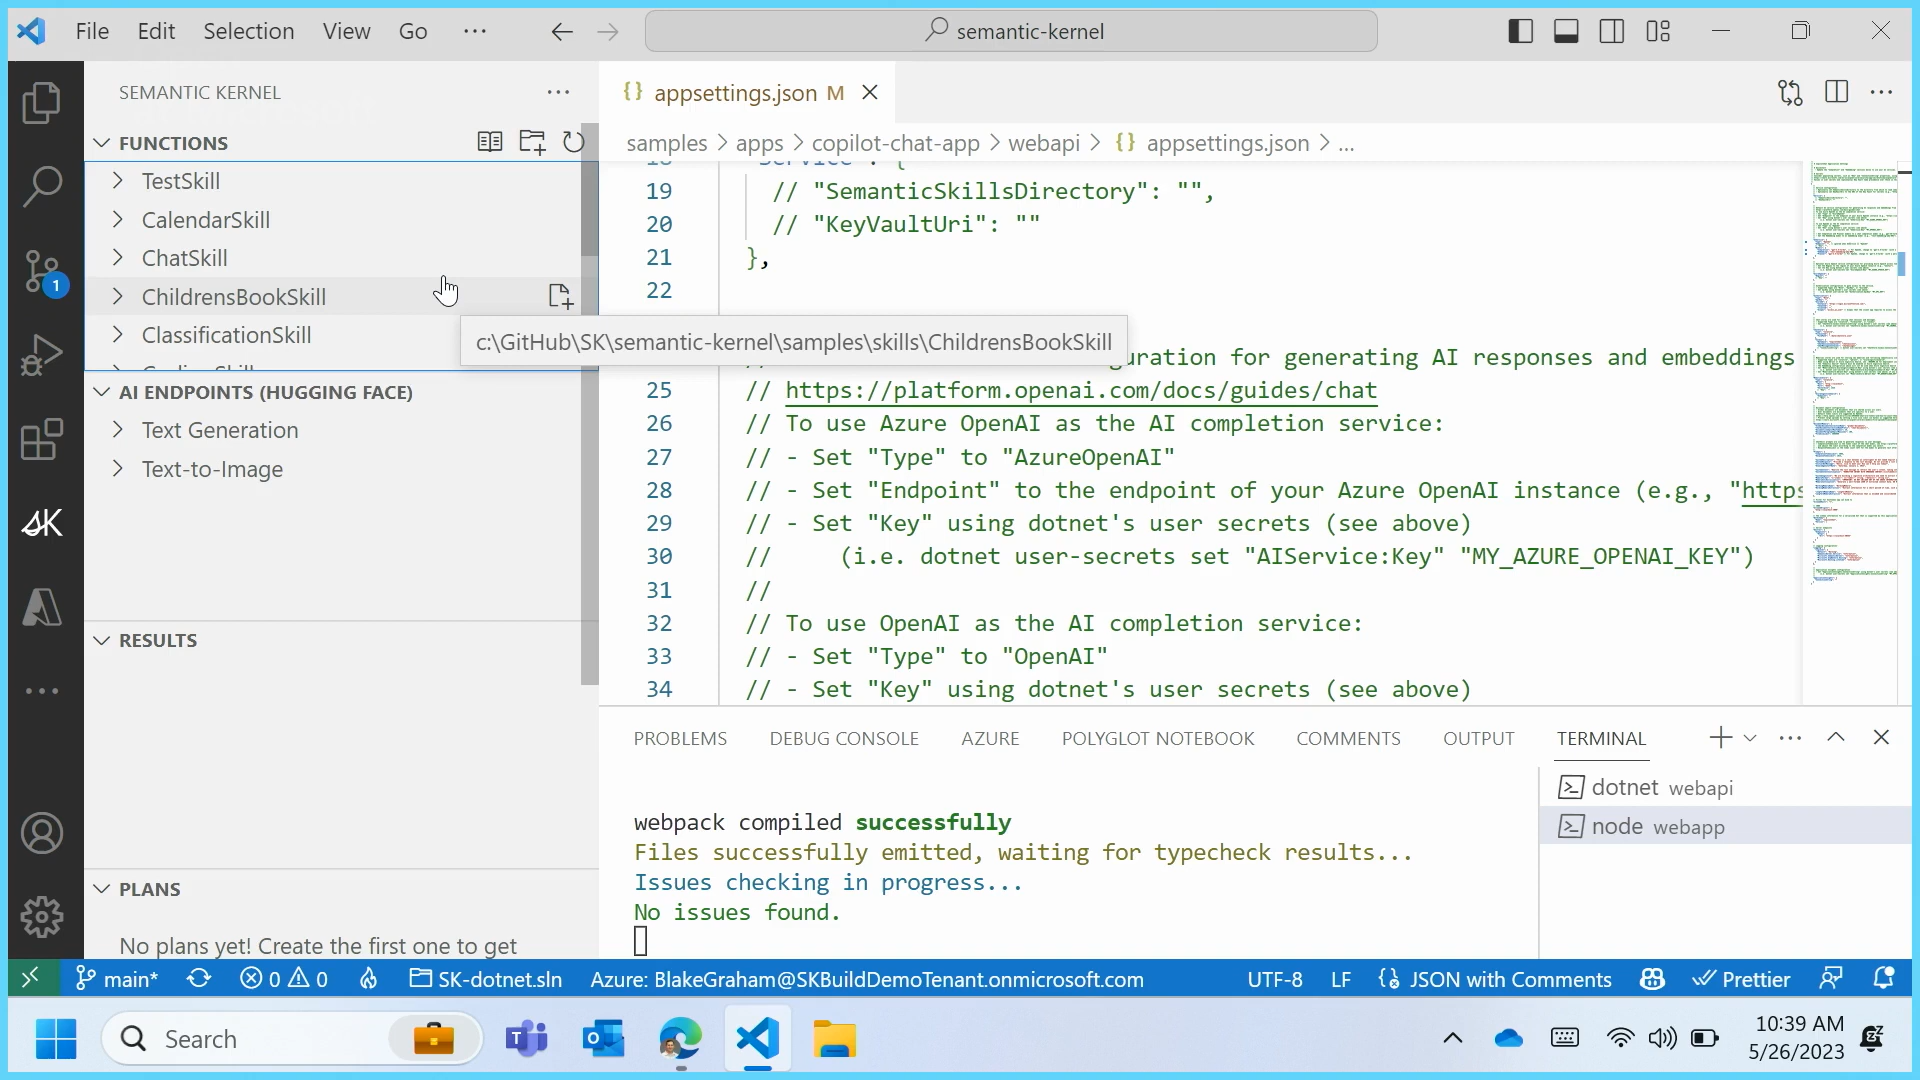 File Edit Selection View Go ...
semantic-kernel
SEMANTIC KERNEL
FUNCTIONS
TestSkill
CalendarSkill
ChatSkill
ChildrensBookSkill
ClassificationSkill
AI ENDPOINTS (HUGGING FACE)
Text Generation
Text-to-Image
SK
1
RESULTS
PLANS
No plans yet! Create the first one to get
{} appsettings.json M
samples > apps > copilot-chat-app > webapi > {} appsettings.json > ...
19 // "SemanticSkillsDirectory": "",
20 // "KeyVaultUri": ""
21 },
22
c:\GitHub\SK\semantic-kernel\samples\skills\ChildrensBookSkill
uration for generating AI responses and embeddings
25 // https://platform.openai.com/docs/guides/chat
26 // To use Azure OpenAI as the AI completion service:
27 // - Set "Type" to "AzureOpenAI"
28 // - Set "Endpoint" to the endpoint of your Azure OpenAI instance (e.g., "https
29 // - Set "Key" using dotnet's user secrets (see above)
30 //     (i.e. dotnet user-secrets set "AIService:Key" "MY_AZURE_OPENAI_KEY")
31 //
32 // To use OpenAI as the AI completion service:
33 // - Set "Type" to "OpenAI"
34 // - Set "Key" using dotnet's user secrets (see above)
PROBLEMS DEBUG CONSOLE AZURE POLYGLOT NOTEBOOK COMMENTS OUTPUT TERMINAL
webpack compiled successfully
Files successfully emitted, waiting for typecheck results...
Issues checking in progress...
No issues found.
dotnet webapi
node webapp
main* 0 0 SK-dotnet.sln Azure: BlakeGraham@SKBuildDemoTenant.onmicrosoft.com UTF-8 LF {} JSON with Comments Prettier
Search
10:39 AM
5/26/2023